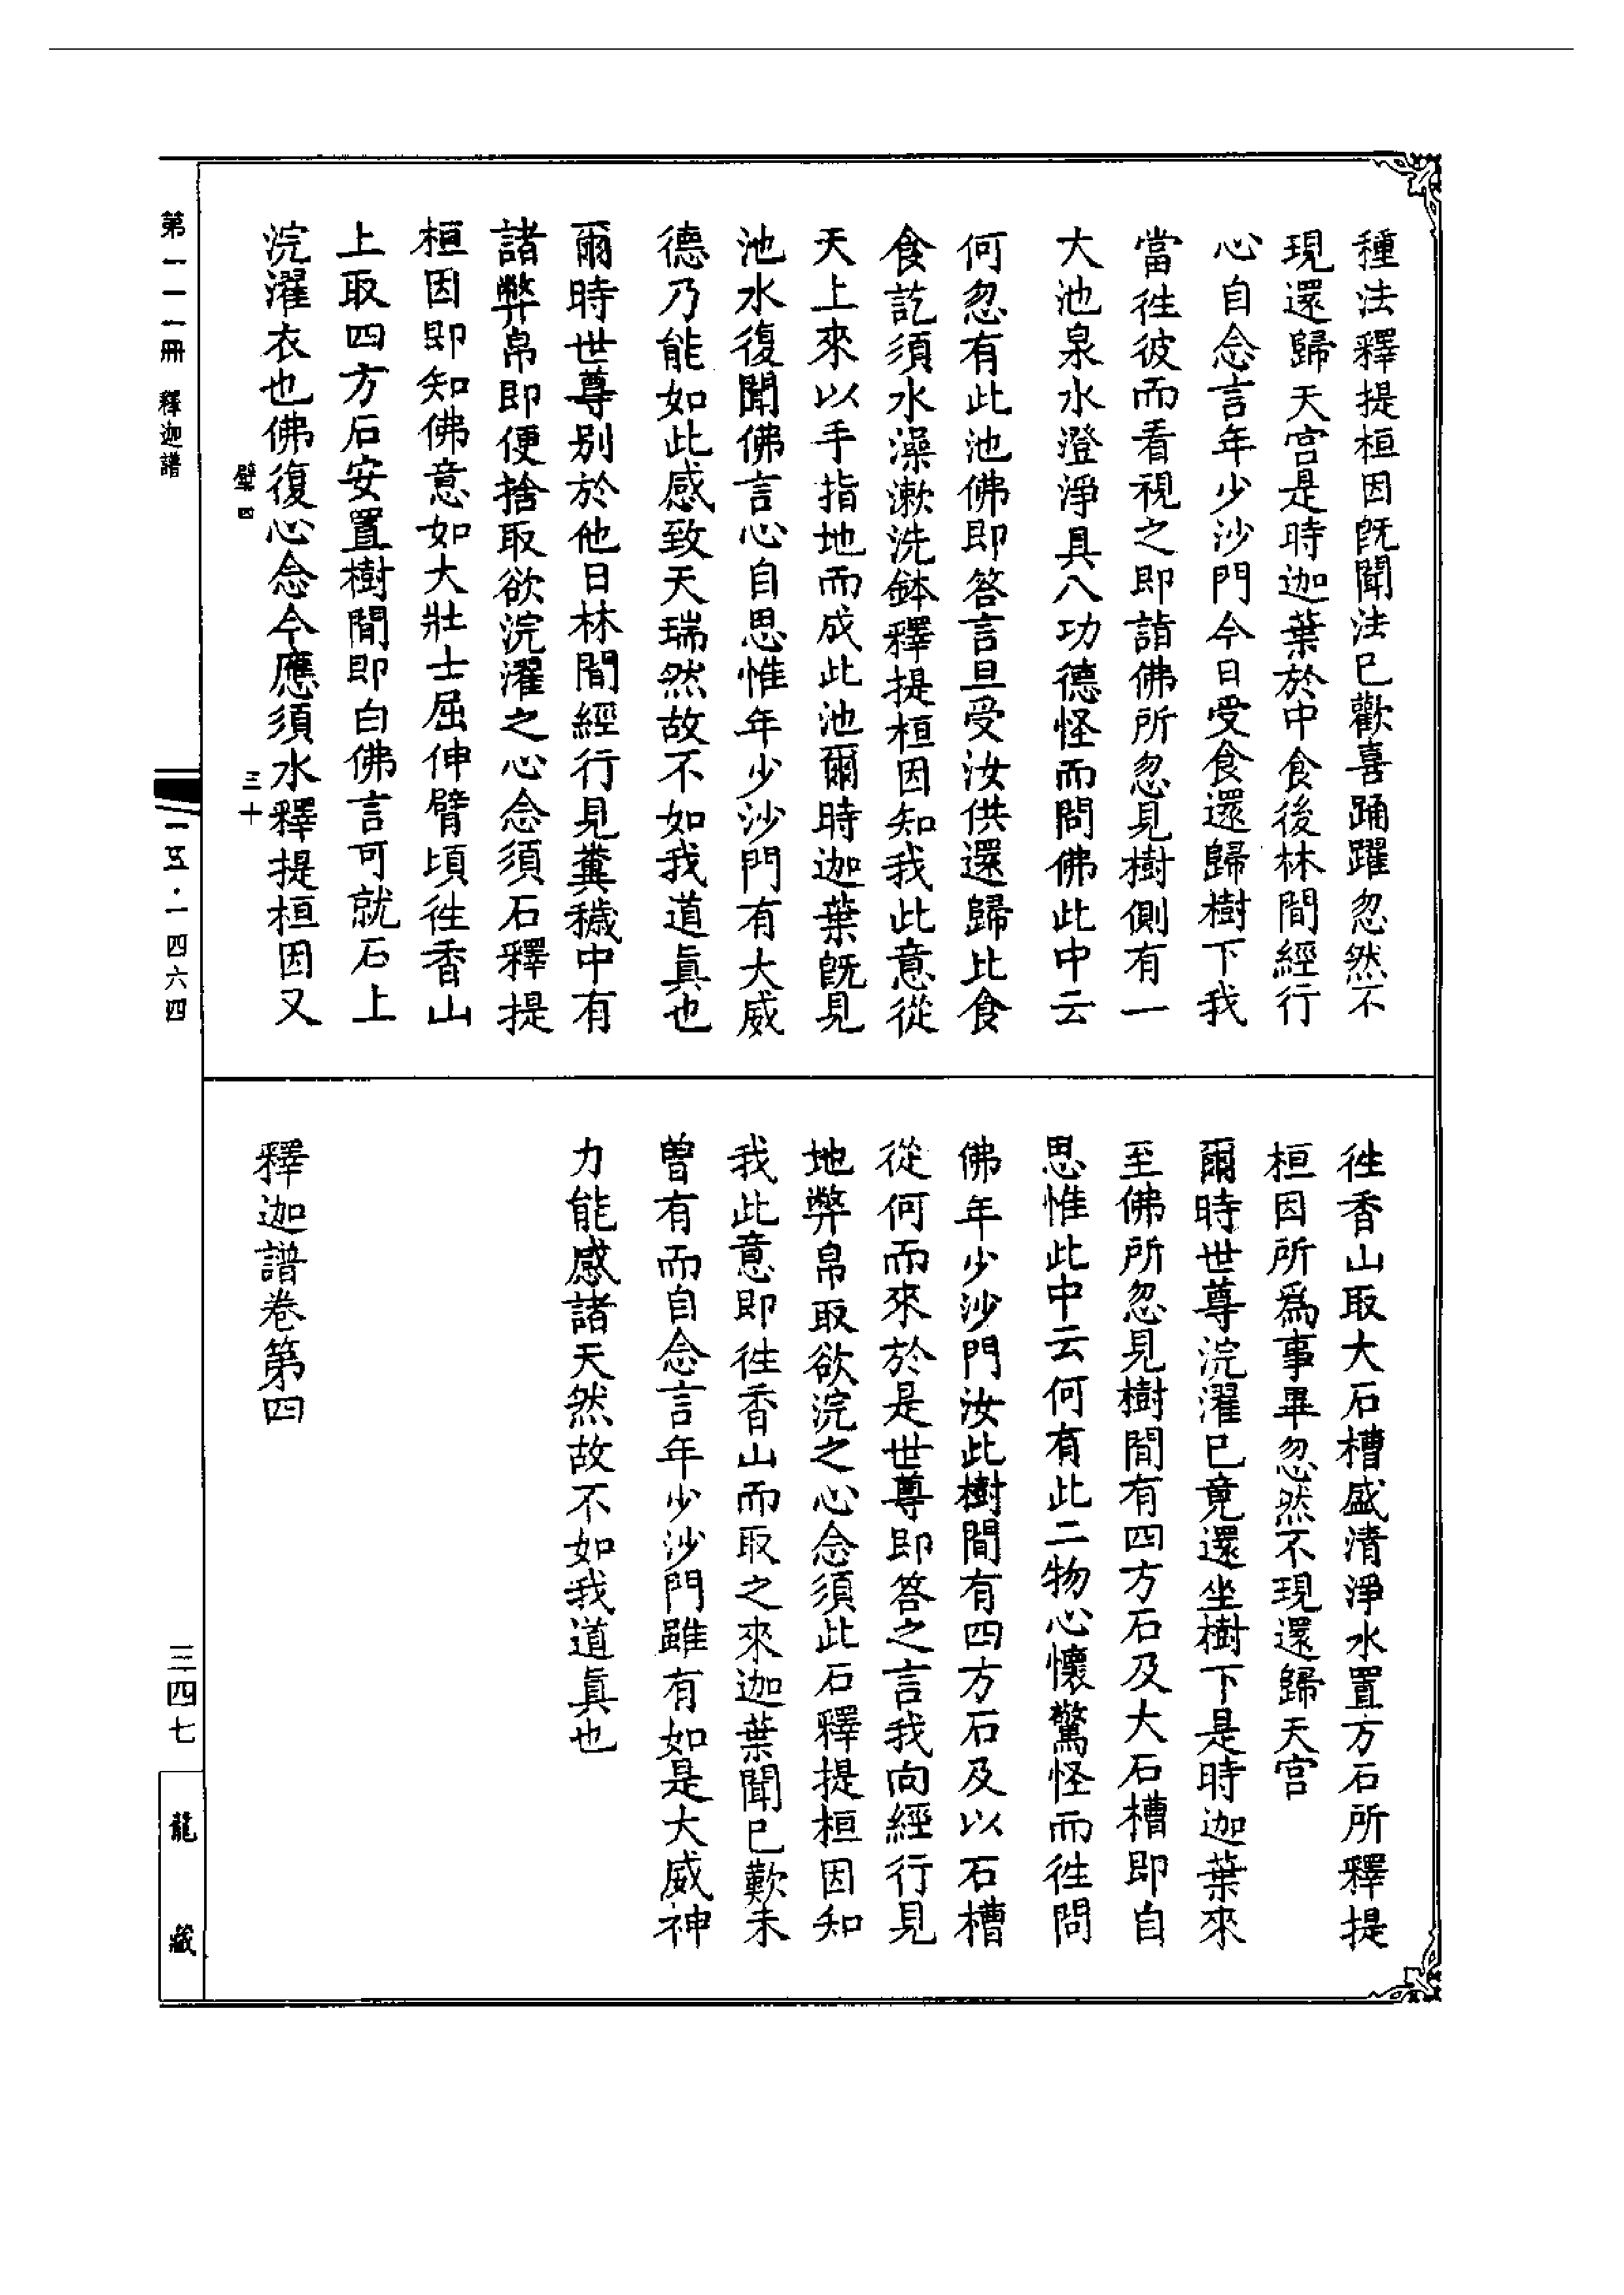 種法釋提桓因旣聞法已歡喜踊躍忽然不
現還歸天宫是時迦葉於中食後林間經行
心自念言年少沙門今日受食還歸樹下我
當徃彼而看視之即詣佛所忽見樹側有一
大池泉水澄淨具八功德怪而問佛此中云
何忽有此池佛即答言旦受汝供還歸比食
食訖須水澡漱洗鉢釋提桓因知我此意從
天上來以手指地而成此池爾時迦葉旣見
池水復聞佛言心自思惟年少沙門有大威
德乃能如此感致天瑞然故不如我道眞也
爾時世尊别於他日林間經行見糞穢中有
諸弊帛即便捨取欲浣濯之心念須石釋提
桓因即知佛意如大壯士屈伸臂頃徃香山
上取四方石安置樹間即白佛言可就石上
浣濯衣也佛復心念今應須水釋提桓因又
徃香山取大石槽盛清淨水置方石所釋提
桓因所爲事畢忽然不現還歸天宫
爾時世尊浣濯已竟還坐樹下是時迦葉來
至佛所忽見樹間有四方石及大石槽即自
思惟此中云何有此二物心懷驚怪而徃問
佛年少沙門汝此樹間有四方石及以石槽
從何而來於是世尊即答之言我向經行見
地弊帛取欲浣之心念須此石釋提桓因知
我此意即徃香山而取之來迦葉聞已歎未
曾有而自念言年少沙門雖有如是大威神
力能感諸天然故不如我道眞也
釋迦譜卷第四
璧四
三十
第一一一冊 釋迦譜
一五·一四六四
三四七
龍藏